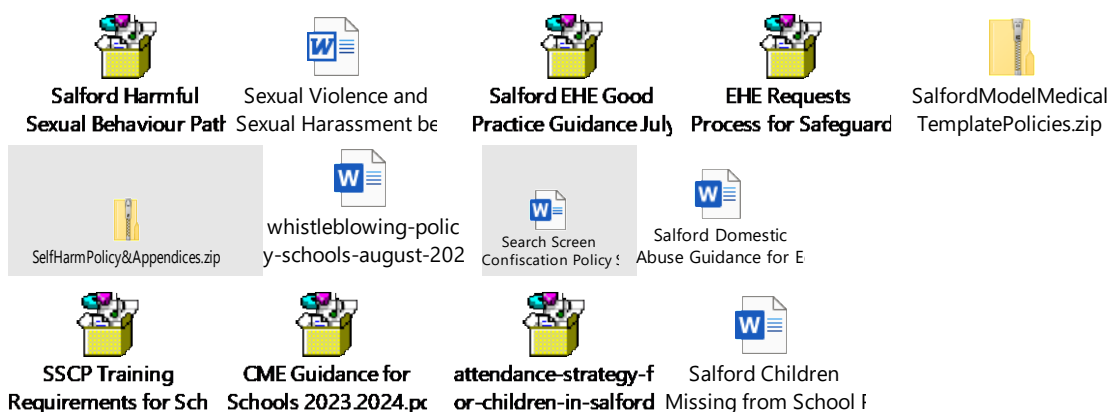 Salford Harmful
Sexual Behaviour Path
Sexual Violence and
Sexual Harassment be
Salford EHE Good
Practice Guidance July
EHE Requests
Process for Safeguard
SalfordModelMedical
TemplatePolicies.zip
SelfHarmPolicy&Appendices.zip
whistleblowing-polic
y-schools-august-202
Search Screen
Confiscation Policy S
Salford Domestic
Abuse Guidance for E
SSCP Training
Requirements for Sch
CME Guidance for
Schools 2023.2024.pd
attendance-strategy-f
or-children-in-salford
Salford Children
Missing from School P